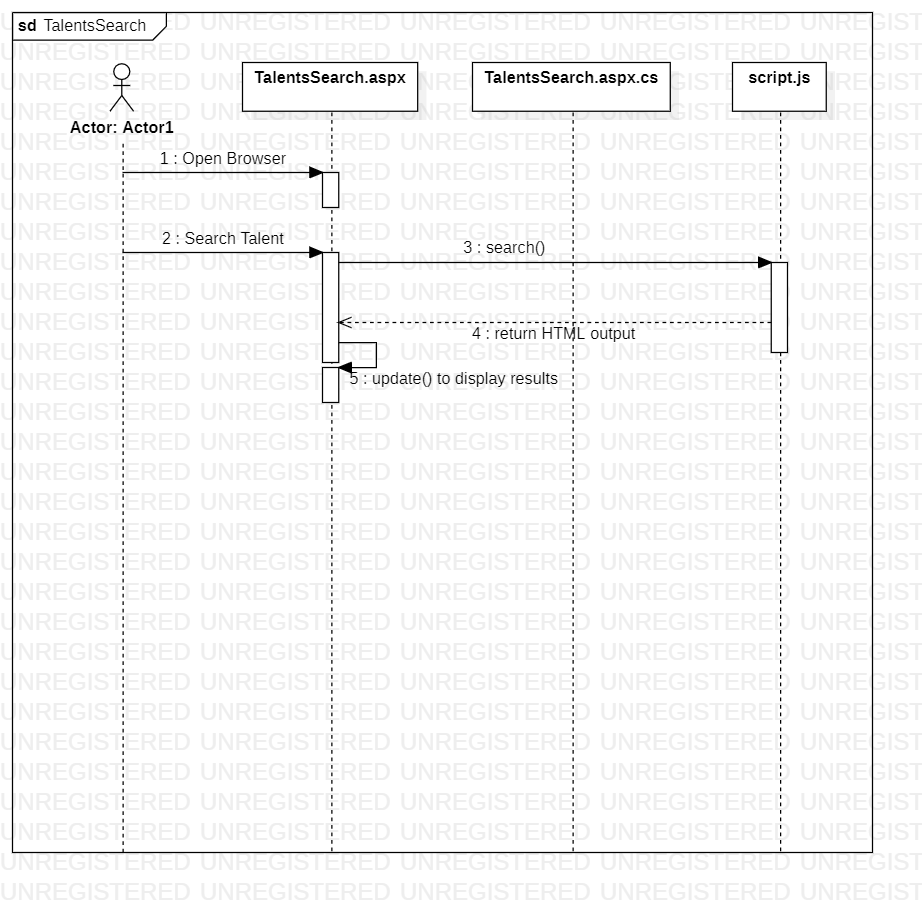 sd TalentsSearch
TalentsSearch.aspx
TalentsSearch.aspx.cs
script.js
Actor: Actor1
1 : Open Browser
2 : Search Talent
3 : search()
4 : return HTML output
5 : update() to display results
UNREGISTERED UNREGISTERED UNREGISTERED UNREGISTERED UNREGISTERED